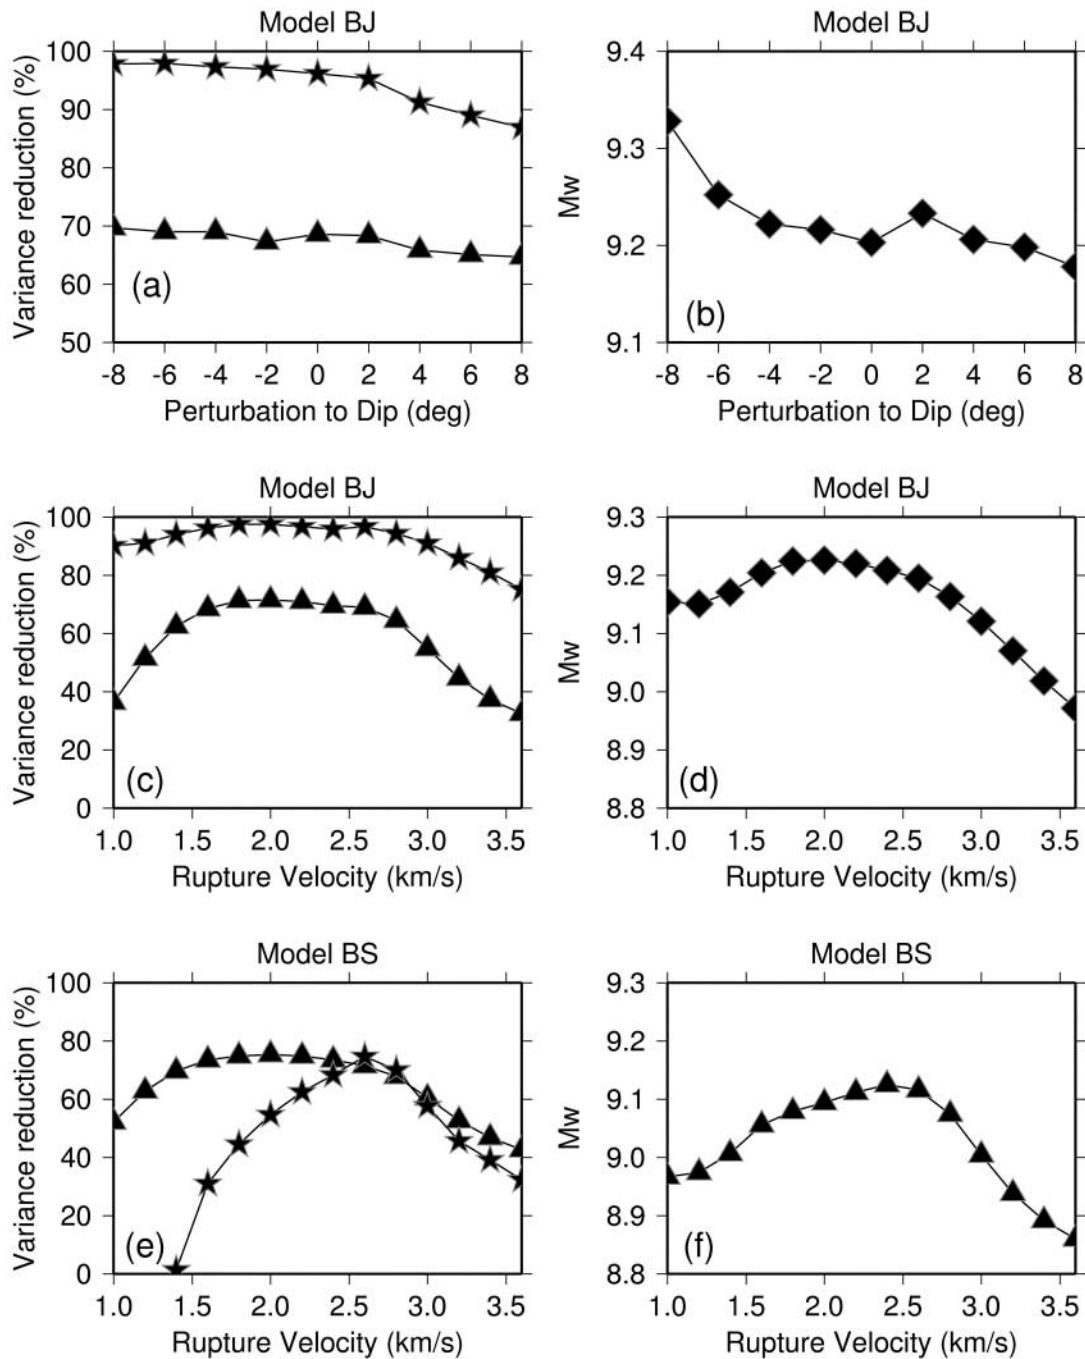 Model BJ
Variance reduction (%)
100
90
80
70
60
50
(a)
-8 -6 -4 -2 0 2 4 6 8
Perturbation to Dip (deg)
Model BJ
Mw
9.4
9.3
9.2
9.1
(b)
-8 -6 -4 -2 0 2 4 6 8
Perturbation to Dip (deg)
Model BJ
Variance reduction (%)
100
80
60
40
20
0
(c)
1.0 1.5 2.0 2.5 3.0 3.5
Rupture Velocity (km/s)
Model BJ
Mw
9.3
9.2
9.1
9.0
8.9
8.8
(d)
1.0 1.5 2.0 2.5 3.0 3.5
Rupture Velocity (km/s)
Model BS
Variance reduction (%)
100
80
60
40
20
0
(e)
1.0 1.5 2.0 2.5 3.0 3.5
Rupture Velocity (km/s)
Model BS
Mw
9.3
9.2
9.1
9.0
8.9
8.8
(f)
1.0 1.5 2.0 2.5 3.0 3.5
Rupture Velocity (km/s)